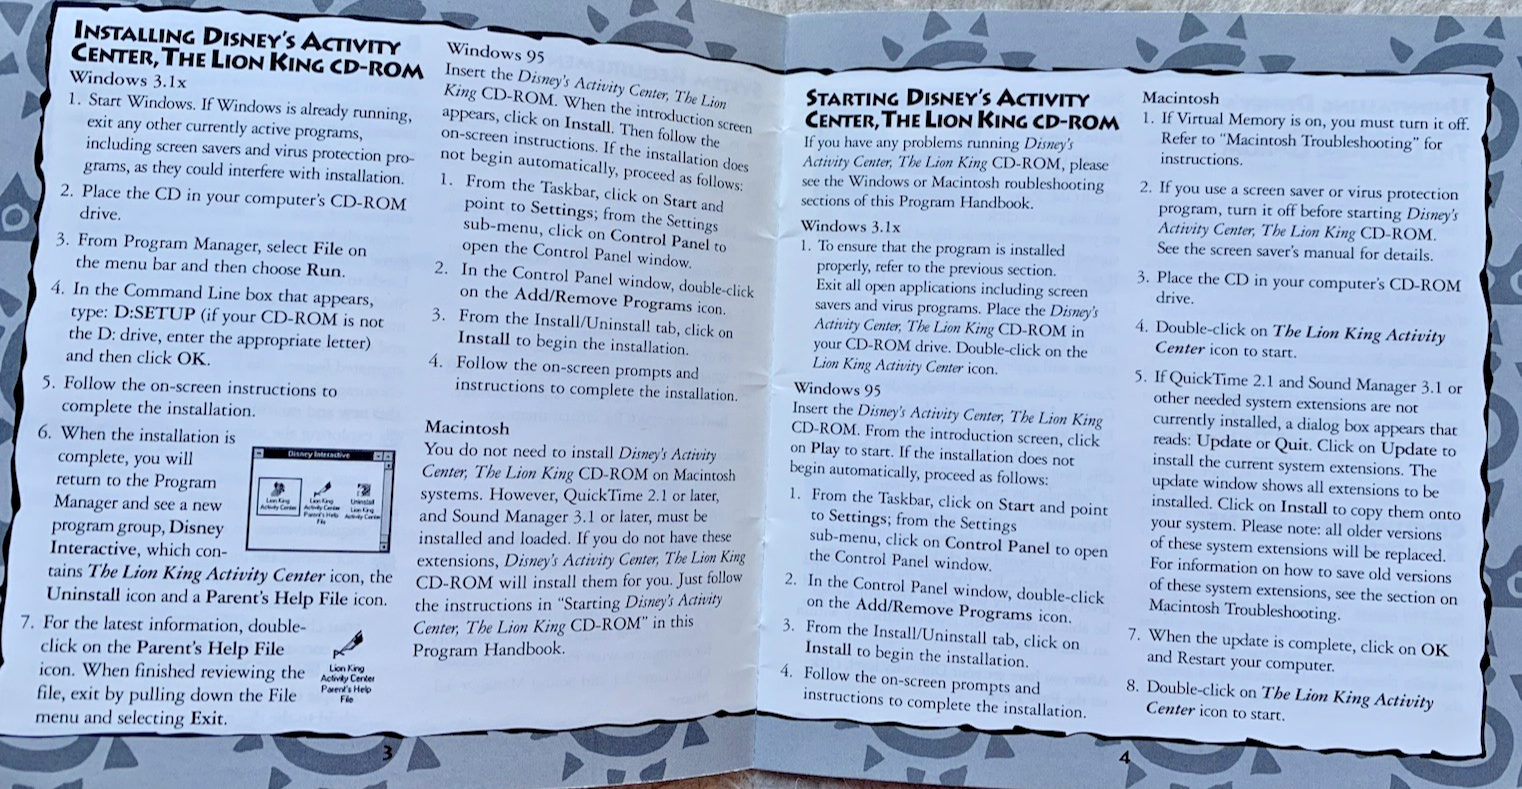 INSTALLING DISNEY'S ACTIVITY
CENTER, THE LION KING CD-ROM
Windows 3.1x
1. Start Windows. If Windows is already running,
exit any other currently active programs,
including screen savers and virus protection pro-
grams, as they could interfere with installation.
2. Place the CD in your computer's CD-ROM
drive.
3. From Program Manager, select File on
the menu bar and then choose Run.
4. In the Command Line box that appears,
type: D:SETUP (if your CD-ROM is not
the D: drive, enter the appropriate letter)
and then click OK.
5. Follow the on-screen instructions to
complete the installation.
6. When the installation is
complete, you will
return to the Program
Manager and see a new
program group, Disney
Interactive, which con-
tains The Lion King Activity Center icon, the
Uninstall icon and a Parent's Help File icon.
Disney Interactive
Lion King
Activity Center
Lion King
Activity Center
Parent's Help
File
Uninstall
Lion King
Activity Center
7. For the latest information, double-
click on the Parent's Help File
icon. When finished reviewing the
file, exit by pulling down the File
menu and selecting Exit.
Lion King
Activity Center
Parent's Help
File
3
Windows 95
Insert the Disney's Activity Center, The Lion
King CD-ROM. When the introduction screen
appears, click on Install. Then follow the
on-screen instructions. If the installation does
not begin automatically, proceed as follows:
1. From the Taskbar, click on Start and
point to Settings; from the Settings
sub-menu, click on Control Panel to
open the Control Panel window.
2. In the Control Panel window, double-click
on the Add/Remove Programs icon.
3. From the Install/Uninstall tab, click on
Install to begin the installation.
4. Follow the on-screen prompts and
instructions to complete the installation.
Macintosh
You do not need to install Disney's Activity
Center, The Lion King CD-ROM on Macintosh
systems. However, QuickTime 2.1 or later,
and Sound Manager 3.1 or later, must be
installed and loaded. If you do not have these
extensions, Disney's Activity Center, The Lion King
CD-ROM will install them for you. Just follow
the instructions in "Starting Disney's Activity
Center, The Lion King CD-ROM" in this
Program Handbook.
STARTING DISNEY'S ACTIVITY
CENTER, THE LION KING CD-ROM
If you have any problems running Disney's
Activity Center, The Lion King CD-ROM, please
see the Windows or Macintosh roubleshooting
sections of this Program Handbook.
Windows 3.1x
1. To ensure that the program is installed
properly, refer to the previous section.
Exit all open applications including screen
savers and virus programs. Place the Disney's
Activity Center, The Lion King CD-ROM in
your CD-ROM drive. Double-click on the
Lion King Activity Center icon.
Windows 95
Insert the Disney's Activity Center, The Lion King
CD-ROM. From the introduction screen, click
on Play to start. If the installation does not
begin automatically, proceed as follows:
1. From the Taskbar, click on Start and point
to Settings; from the Settings
sub-menu, click on Control Panel to open
the Control Panel window.
2. In the Control Panel window, double-click
on the Add/Remove Programs icon.
3. From the Install/Uninstall tab, click on
Install to begin the installation.
4. Follow the on-screen prompts and
instructions to complete the installation.
Macintosh
1. If Virtual Memory is on, you must turn it off.
Refer to "Macintosh Troubleshooting" for
instructions.
2. If you use a screen saver or virus protection
program, turn it off before starting Disney's
Activity Center, The Lion King CD-ROM.
See the screen saver's manual for details.
3. Place the CD in your computer's CD-ROM
drive.
4. Double-click on The Lion King Activity
Center icon to start.
5. If QuickTime 2.1 and Sound Manager 3.1 or
other needed system extensions are not
currently installed, a dialog box appears that
reads: Update or Quit. Click on Update to
install the current system extensions. The
update window shows all extensions to be
installed. Click on Install to copy them onto
your system. Please note: all older versions
of these system extensions will be replaced.
For information on how to save old versions
of these system extensions, see the section on
Macintosh Troubleshooting.
7. When the update is complete, click on OK
and Restart your computer.
8. Double-click on The Lion King Activity
Center icon to start.
4